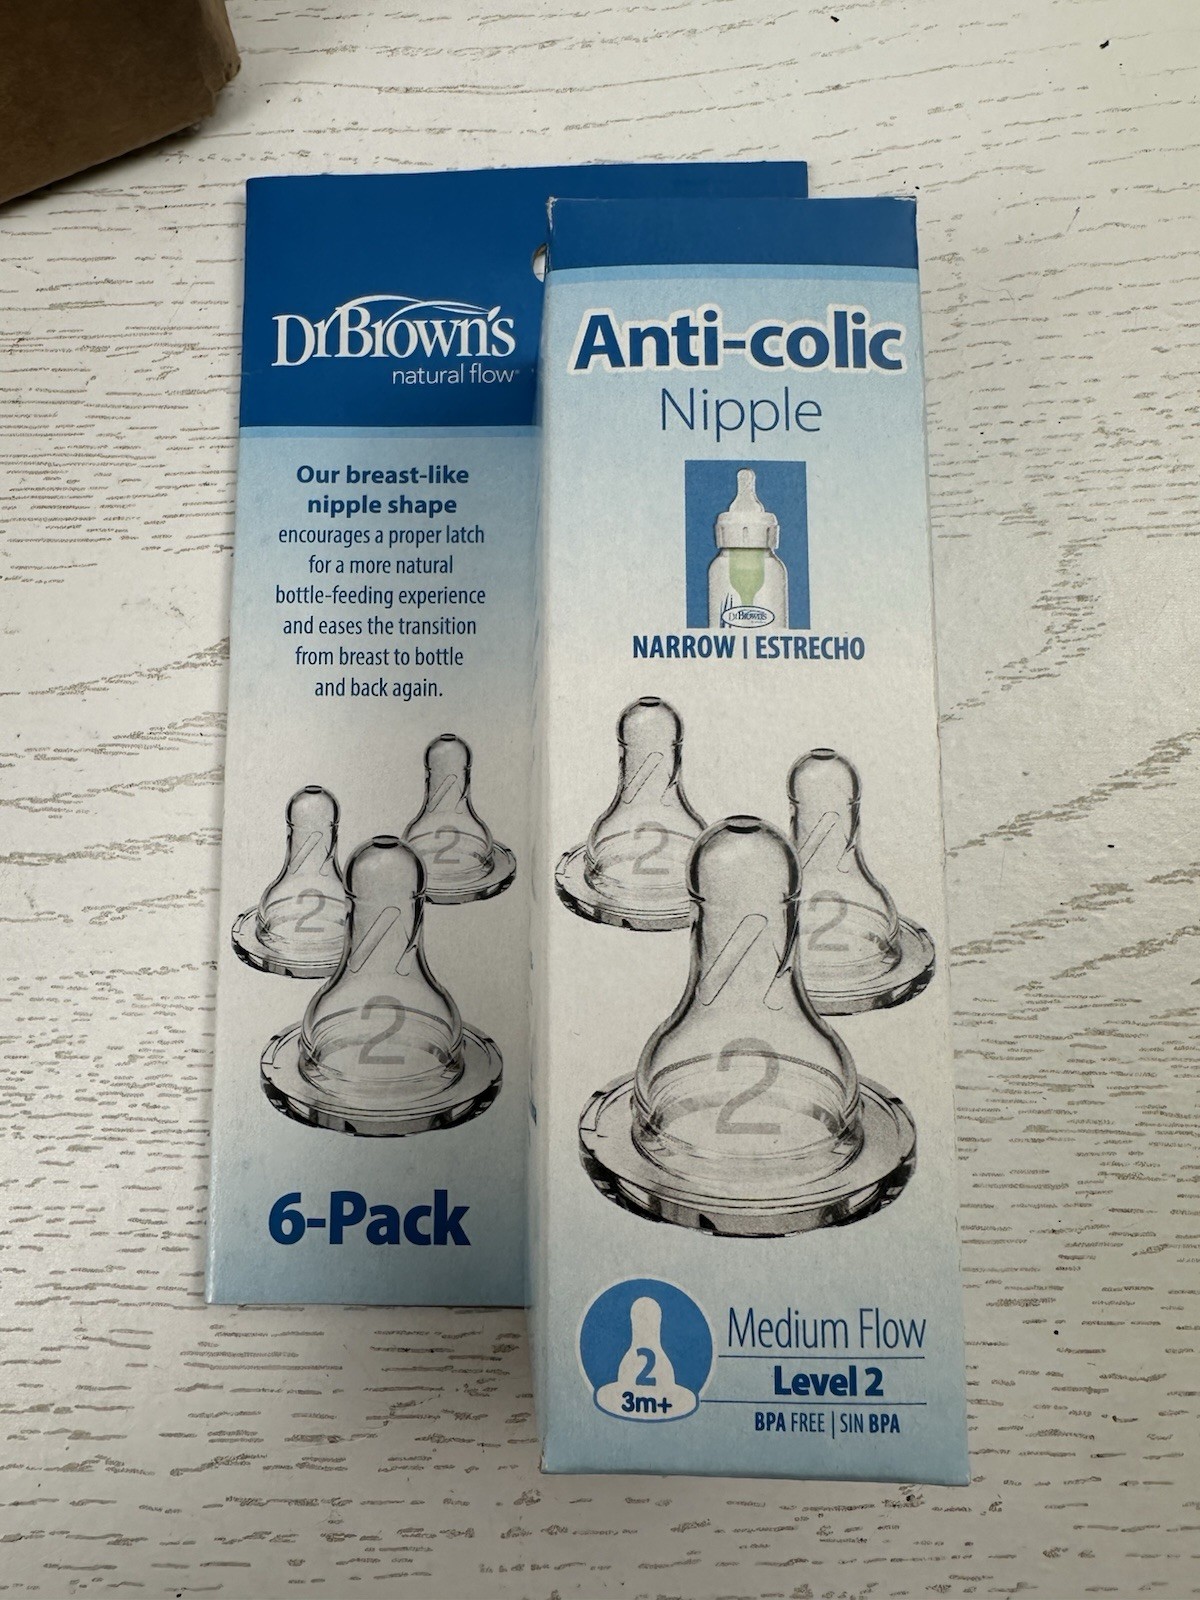 DrBrown's
natural flow®
Our breast-like
nipple shape
encourages a proper latch
for a more natural
bottle-feeding experience
and eases the transition
from breast to bottle
and back again.
2
2
2
6-Pack
Anti-colic
Nipple
DrBrown's
NARROW | ESTRECHO
2
2
2
2
3m+
Medium Flow
Level 2
BPA FREE | SIN BPA